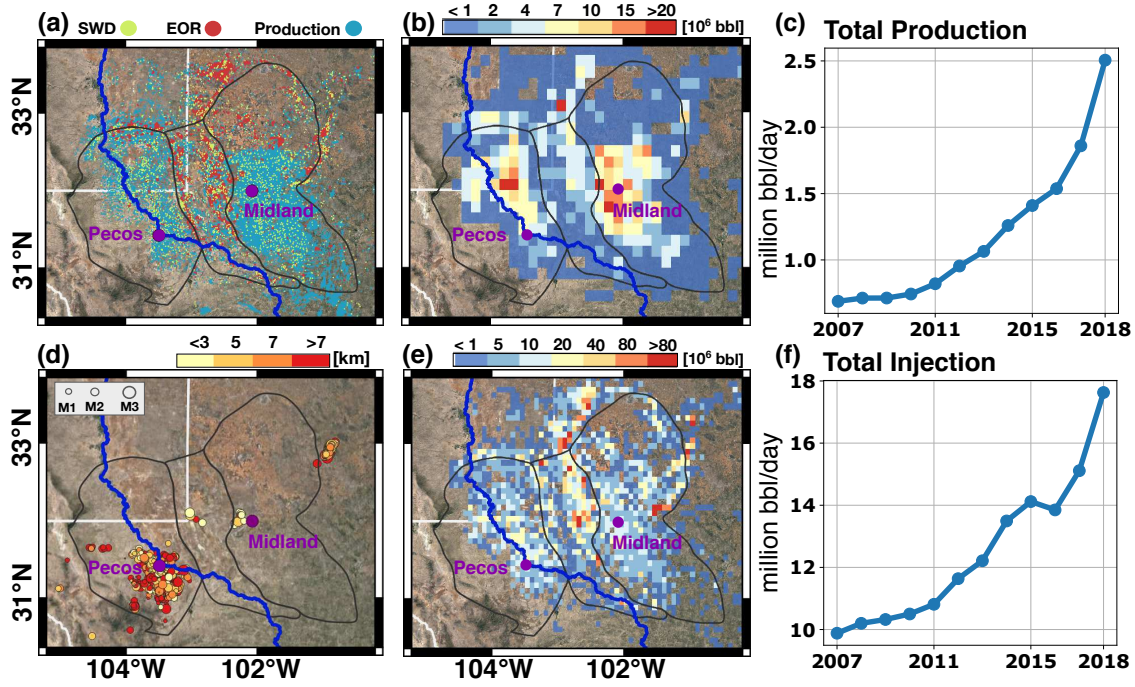 (a) SWD EOR Production
33°N
31°N
Midland
Pecos
(b) < 1 2 4 7 10 15 >20 [10⁶ bbl]
Midland
Pecos
(c) Total Production
million bbl/day
2.5
2.0
1.5
1.0
2007 2011 2015 2018
(d) <3 5 7 >7 [km]
M1 M2 M3
33°N
31°N
Midland
Pecos
104°W 102°W
(e) < 1 5 10 20 40 80 >80 [10⁶ bbl]
Midland
Pecos
104°W 102°W
(f) Total Injection
million bbl/day
18
16
14
12
10
2007 2011 2015 2018